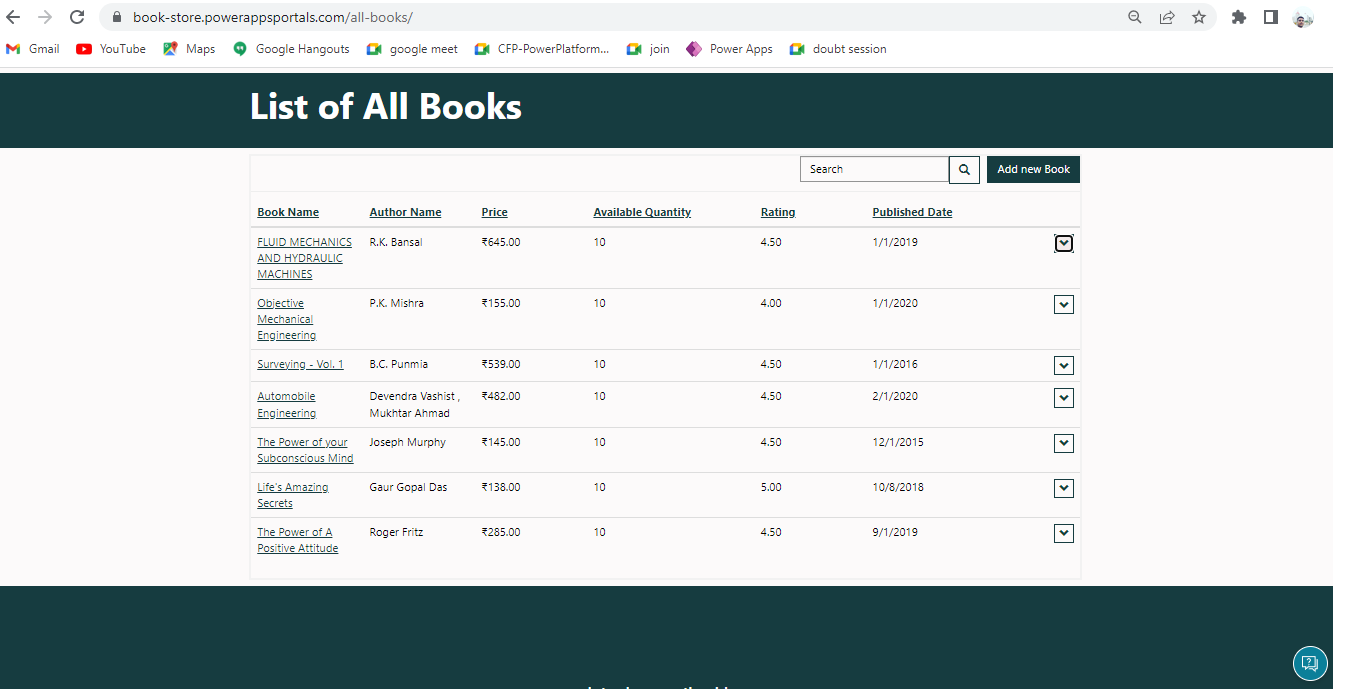 book-store.powerappsportals.com/all-books/
Gmail YouTube Maps Google Hangouts google meet CFP-PowerPlatform... join Power Apps doubt session
List of All Books
Search Add new Book
Book Name Author Name Price Available Quantity Rating Published Date
FLUID MECHANICS R.K. Bansal ₹645.00 10 4.50 1/1/2019
AND HYDRAULIC
MACHINES
Objective P.K. Mishra ₹155.00 10 4.00 1/1/2020
Mechanical
Engineering
Surveying - Vol. 1 B.C. Punmia ₹539.00 10 4.50 1/1/2016
Automobile Devendra Vashist , ₹482.00 10 4.50 2/1/2020
Engineering Mukhtar Ahmad
The Power of your Joseph Murphy ₹145.00 10 4.50 12/1/2015
Subconscious Mind
Life's Amazing Gaur Gopal Das ₹138.00 10 5.00 10/8/2018
Secrets
The Power of A Roger Fritz ₹285.00 10 4.50 9/1/2019
Positive Attitude